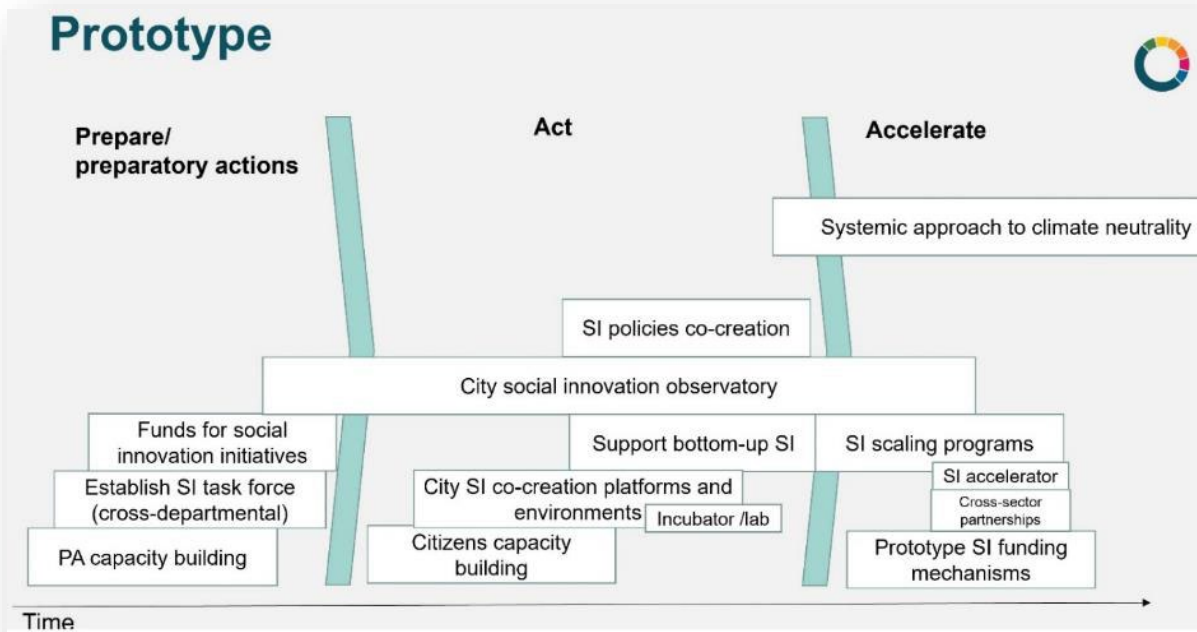 Prototype
Prepare/
preparatory actions
Act
Accelerate
Systemic approach to climate neutrality
SI policies co-creation
City social innovation observatory
Funds for social
innovation initiatives
Support bottom-up SI
SI scaling programs
Establish SI task force
(cross-departmental)
City SI co-creation platforms and
environments
Incubator /lab
SI accelerator
Cross-sector
partnerships
PA capacity building
Citizens capacity
building
Prototype SI funding
mechanisms
Time